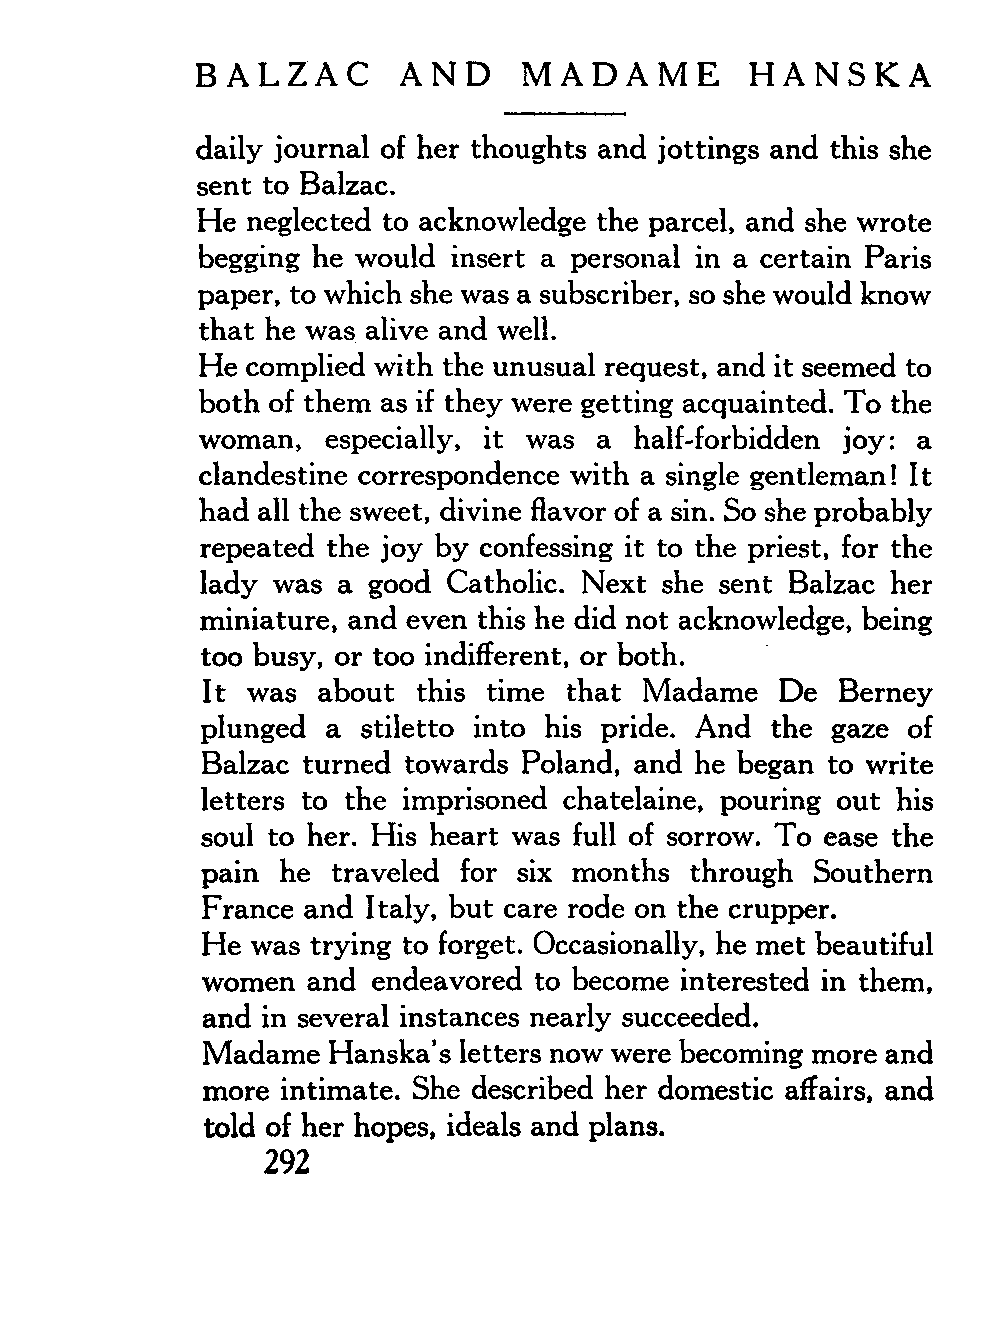 BALZAC AND MADAME HANSKA
daily journal of her thoughts and jottings and this she
sent to Balzac.
He neglected to acknowledge the parcel, and she wrote
begging he would insert a personal in a certain Paris
paper, to which she was a subscriber, so she would know
that he was alive and well.
He complied with the unusual request, and it seemed to
both of them as if they were getting acquainted. To the
woman, especially, it was a half-forbidden joy: a
clandestine correspondence with a single gentleman! It
had all the sweet, divine flavor of a sin. So she probably
repeated the joy by confessing it to the priest, for the
lady was a good Catholic. Next she sent Balzac her
miniature, and even this he did not acknowledge, being
too busy, or too indifferent, or both.
It was about this time that Madame De Berney
plunged a stiletto into his pride. And the gaze of
Balzac turned towards Poland, and he began to write
letters to the imprisoned chatelaine, pouring out his
soul to her. His heart was full of sorrow. To ease the
pain he traveled for six months through Southern
France and Italy, but care rode on the crupper.
He was trying to forget. Occasionally, he met beautiful
women and endeavored to become interested in them,
and in several instances nearly succeeded.
Madame Hanska's letters now were becoming more and
more intimate. She described her domestic affairs, and
told of her hopes, ideals and plans.
292